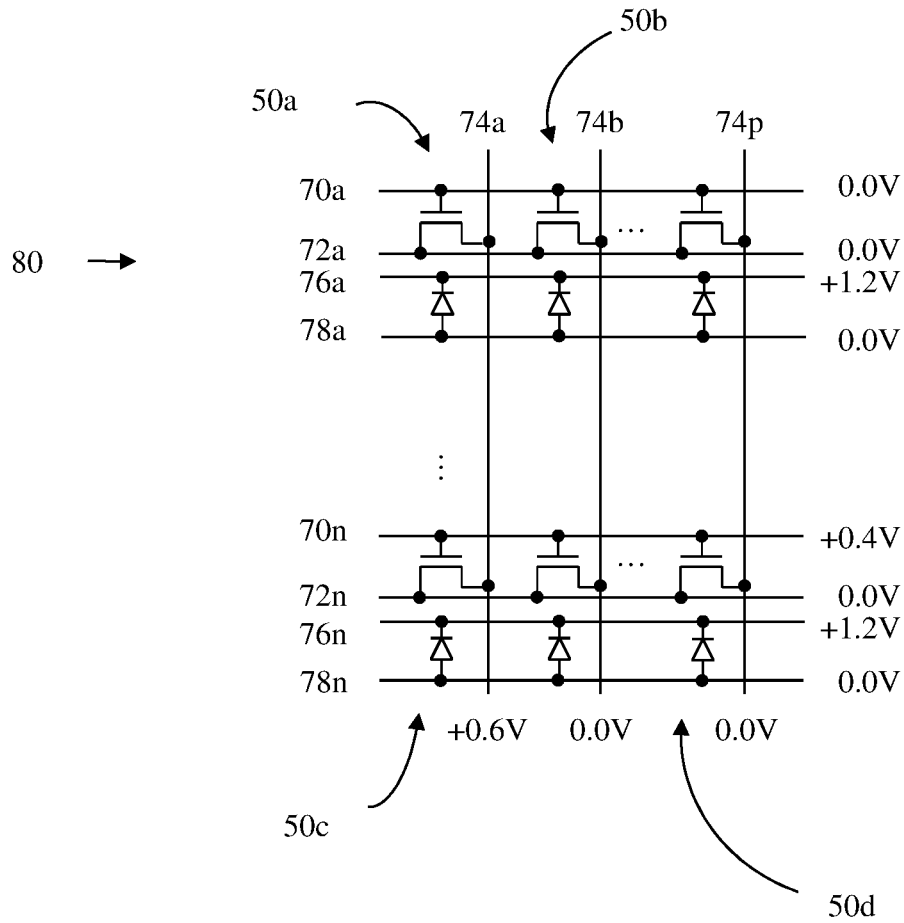 50b
50a
74a 74b 74p
70a 0.0V
...
72a 0.0V
80
76a +1.2V
78a 0.0V
...
70n +0.4V
...
72n 0.0V
76n +1.2V
78n 0.0V
+0.6V 0.0V 0.0V
50c
50d